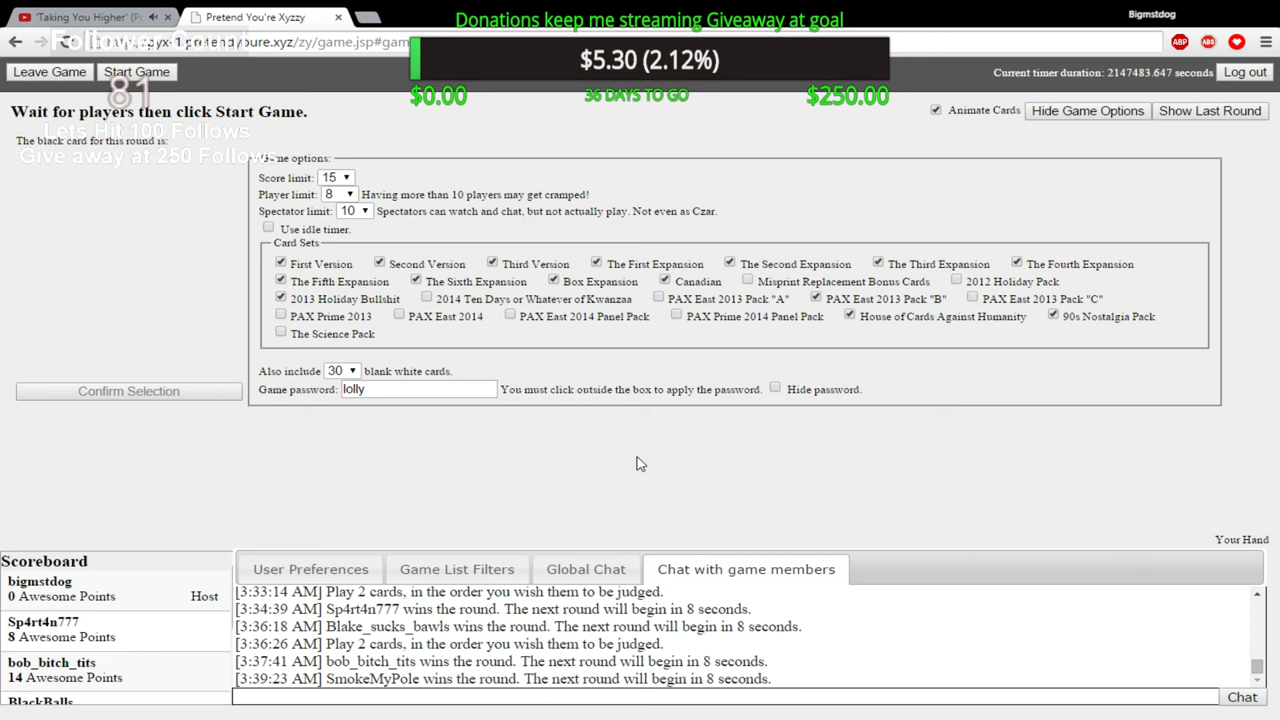 'Taking You Higher' (P
Pretend You're Xyzzy
Donations keep me streaming Giveaway at goal
Bigmstdog
$5.30 (2.12%)
$0.00
36 DAYS TO GO
$250.00
Leave Game
Start Game
Current timer duration: 2147483.647 seconds
Log out
81
Wait for players then click Start Game.
Animate Cards
Hide Game Options
Show Last Round
Lets Hit 100 Follows
The black card for this round is:
Give away at 250 Follows
Game options:
Score limit: 15
Player limit: 8 Having more than 10 players may get cramped!
Spectator limit: 10 Spectators can watch and chat, but not actually play. Not even as Czar.
Use idle timer.
Card Sets
First Version Second Version Third Version The First Expansion The Second Expansion The Third Expansion The Fourth Expansion
The Fifth Expansion The Sixth Expansion Box Expansion Canadian Misprint Replacement Bonus Cards 2012 Holiday Pack
2013 Holiday Bullshit 2014 Ten Days or Whatever of Kwanzaa PAX East 2013 Pack "A" PAX East 2013 Pack "B" PAX East 2013 Pack "C"
PAX Prime 2013 PAX East 2014 PAX East 2014 Panel Pack PAX Prime 2014 Panel Pack House of Cards Against Humanity 90s Nostalgia Pack
The Science Pack
Also include 30 blank white cards.
Game password: lolly You must click outside the box to apply the password. Hide password.
Confirm Selection
Your Hand
Scoreboard
bigmstdog
0 Awesome Points Host
Sp4rt4n777
8 Awesome Points
bob_bitch_tits
14 Awesome Points
BlackBalls
User Preferences
Game List Filters
Global Chat
Chat with game members
[3:33:14 AM] Play 2 cards, in the order you wish them to be judged.
[3:34:39 AM] Sp4rt4n777 wins the round. The next round will begin in 8 seconds.
[3:36:18 AM] Blake_sucks_bawls wins the round. The next round will begin in 8 seconds.
[3:36:26 AM] Play 2 cards, in the order you wish them to be judged.
[3:37:41 AM] bob_bitch_tits wins the round. The next round will begin in 8 seconds.
[3:39:23 AM] SmokeMyPole wins the round. The next round will begin in 8 seconds.
Chat